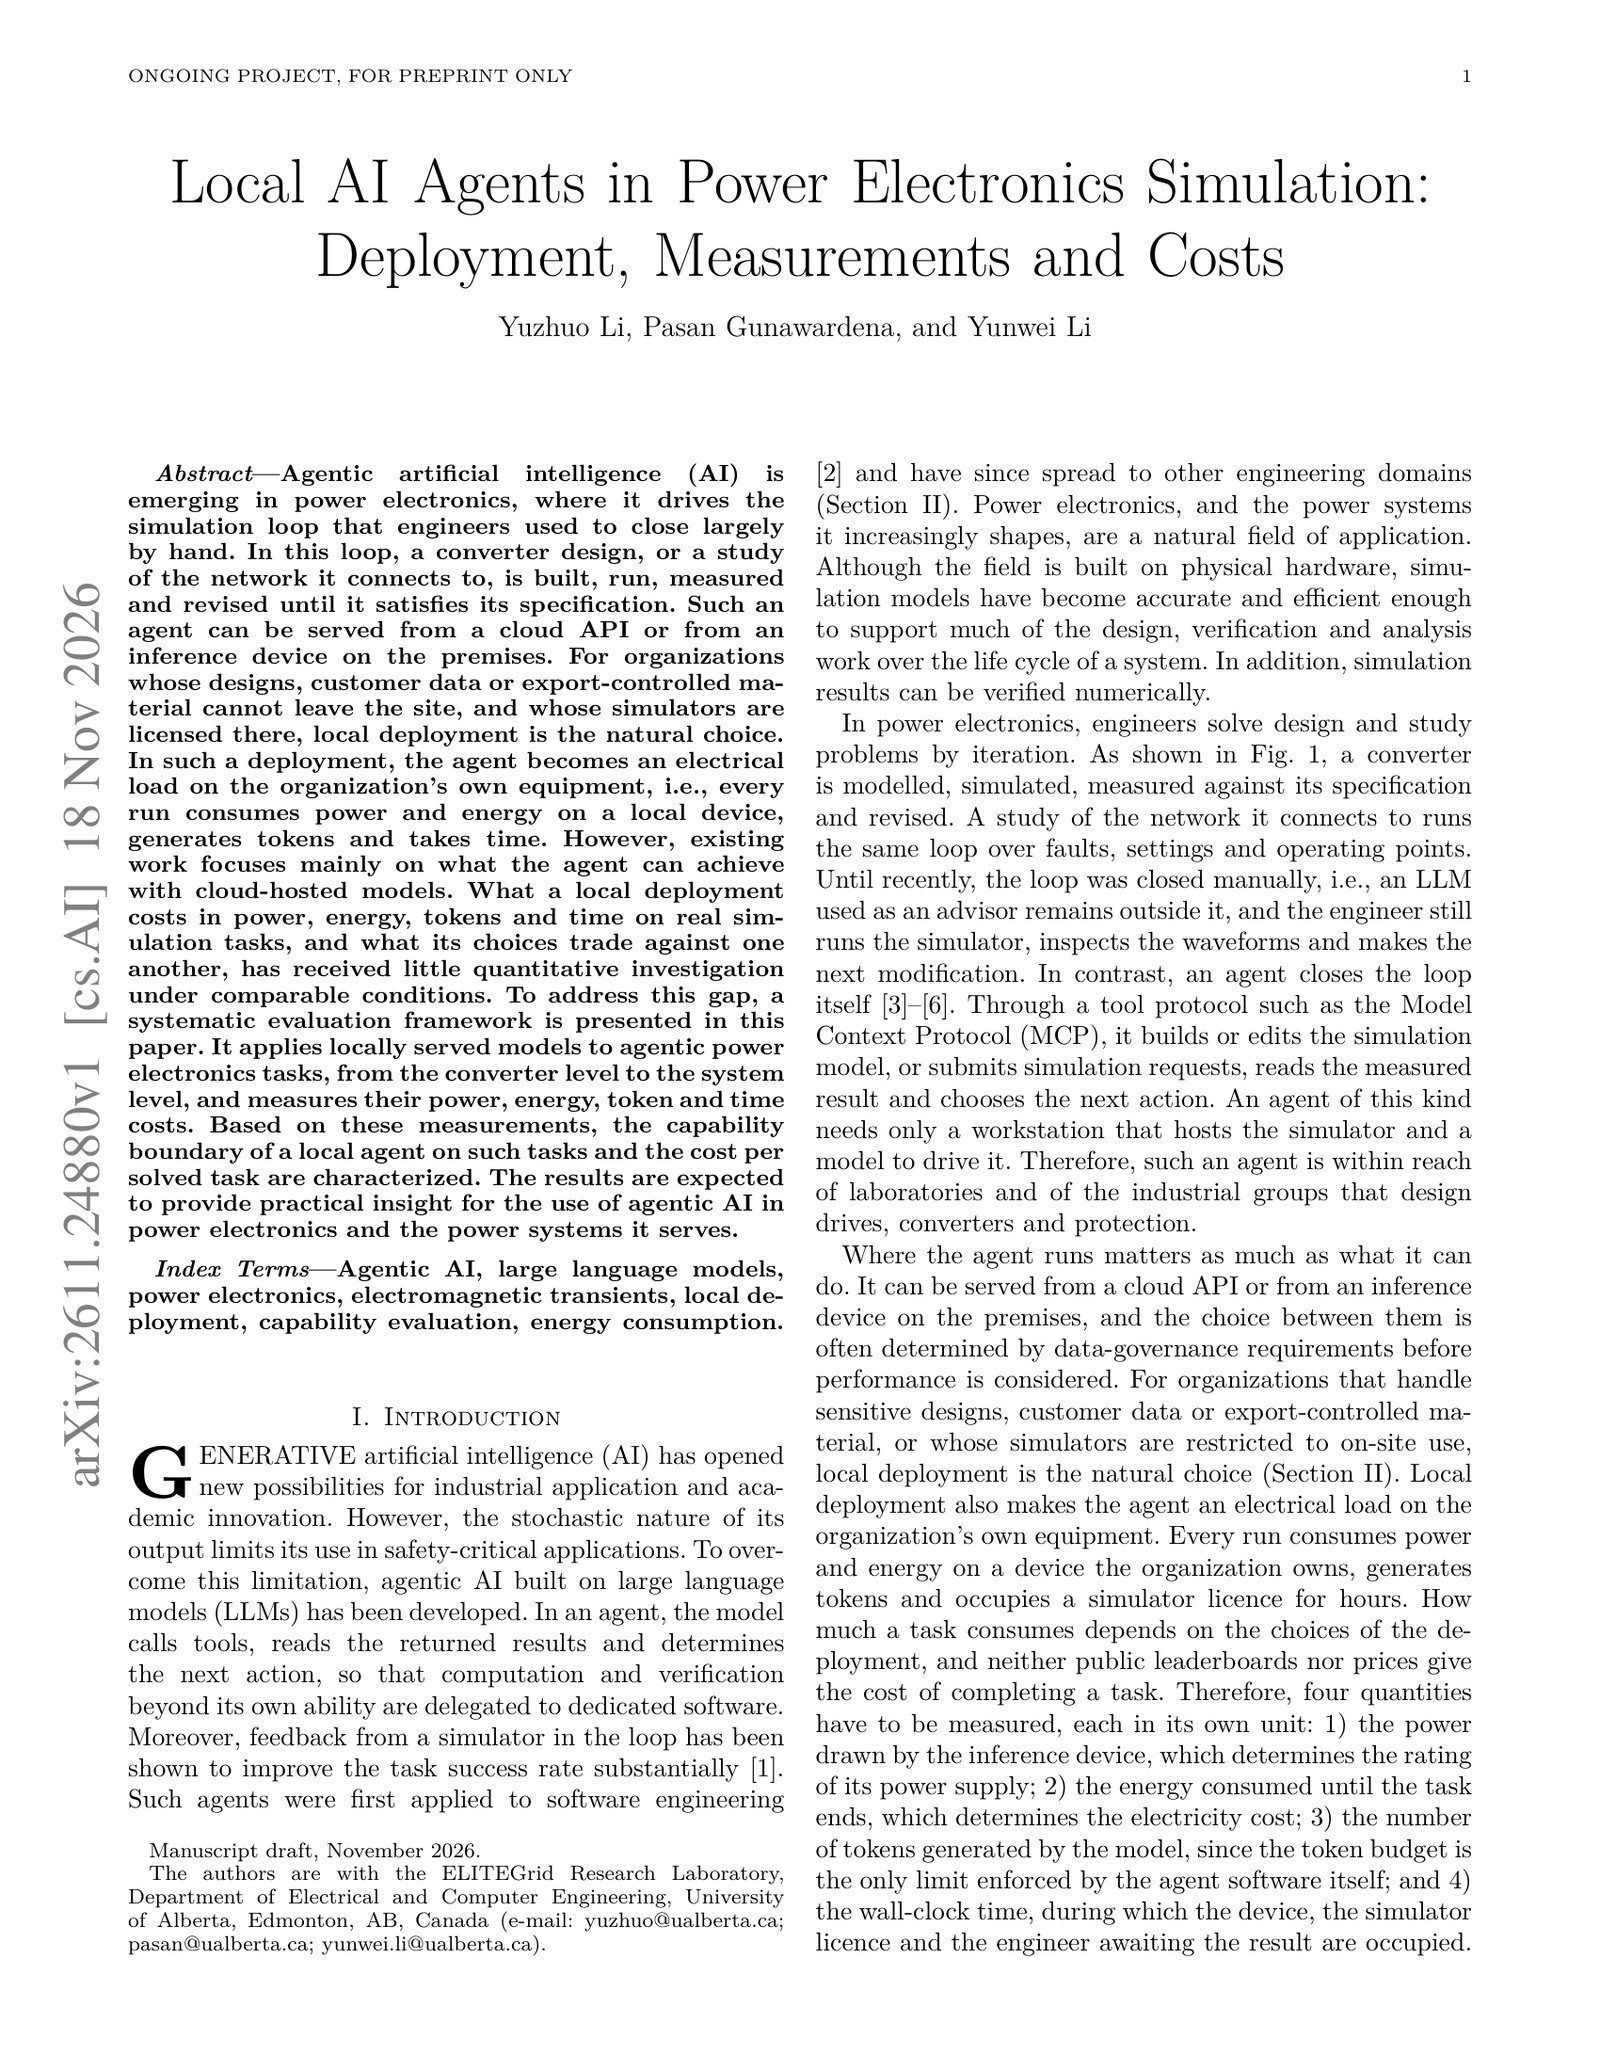 ONGOING PROJECT, FOR PREPRINT ONLY
1
Local AI Agents in Power Electronics Simulation:
Deployment, Measurements and Costs
Yuzhuo Li, Pasan Gunawardena, and Yunwei Li
arXiv:2611.24880v1 [cs.AI] 18 Nov 2026
Abstract—Agentic artificial intelligence (AI) is
emerging in power electronics, where it drives the
simulation loop that engineers used to close largely
by hand. In this loop, a converter design, or a study
of the network it connects to, is built, run, measured
and revised until it satisfies its specification. Such an
agent can be served from a cloud API or from an
inference device on the premises. For organizations
whose designs, customer data or export-controlled ma-
terial cannot leave the site, and whose simulators are
licensed there, local deployment is the natural choice.
In such a deployment, the agent becomes an electrical
load on the organization's own equipment, i.e., every
run consumes power and energy on a local device,
generates tokens and takes time. However, existing
work focuses mainly on what the agent can achieve
with cloud-hosted models. What a local deployment
costs in power, energy, tokens and time on real sim-
ulation tasks, and what its choices trade against one
another, has received little quantitative investigation
under comparable conditions. To address this gap, a
systematic evaluation framework is presented in this
paper. It applies locally served models to agentic power
electronics tasks, from the converter level to the system
level, and measures their power, energy, token and time
costs. Based on these measurements, the capability
boundary of a local agent on such tasks and the cost per
solved task are characterized. The results are expected
to provide practical insight for the use of agentic AI in
power electronics and the power systems it serves.
Index Terms—Agentic AI, large language models,
power electronics, electromagnetic transients, local de-
ployment, capability evaluation, energy consumption.
I. INTRODUCTION
GENERATIVE artificial intelligence (AI) has opened
new possibilities for industrial application and aca-
demic innovation. However, the stochastic nature of its
output limits its use in safety-critical applications. To over-
come this limitation, agentic AI built on large language
models (LLMs) has been developed. In an agent, the model
calls tools, reads the returned results and determines
the next action, so that computation and verification
beyond its own ability are delegated to dedicated software.
Moreover, feedback from a simulator in the loop has been
shown to improve the task success rate substantially [1].
Such agents were first applied to software engineering
Manuscript draft, November 2026.
The authors are with the ELITEGrid Research Laboratory,
Department of Electrical and Computer Engineering, University
of Alberta, Edmonton, AB, Canada (e-mail: yuzhuo@ualberta.ca;
pasan@ualberta.ca; yunwei.li@ualberta.ca).
[2] and have since spread to other engineering domains
(Section II). Power electronics, and the power systems
it increasingly shapes, are a natural field of application.
Although the field is built on physical hardware, simu-
lation models have become accurate and efficient enough
to support much of the design, verification and analysis
work over the life cycle of a system. In addition, simulation
results can be verified numerically.
In power electronics, engineers solve design and study
problems by iteration. As shown in Fig. 1, a converter
is modelled, simulated, measured against its specification
and revised. A study of the network it connects to runs
the same loop over faults, settings and operating points.
Until recently, the loop was closed manually, i.e., an LLM
used as an advisor remains outside it, and the engineer still
runs the simulator, inspects the waveforms and makes the
next modification. In contrast, an agent closes the loop
itself [3]–[6]. Through a tool protocol such as the Model
Context Protocol (MCP), it builds or edits the simulation
model, or submits simulation requests, reads the measured
result and chooses the next action. An agent of this kind
needs only a workstation that hosts the simulator and a
model to drive it. Therefore, such an agent is within reach
of laboratories and of the industrial groups that design
drives, converters and protection.
Where the agent runs matters as much as what it can
do. It can be served from a cloud API or from an inference
device on the premises, and the choice between them is
often determined by data-governance requirements before
performance is considered. For organizations that handle
sensitive designs, customer data or export-controlled ma-
terial, or whose simulators are restricted to on-site use,
local deployment is the natural choice (Section II). Local
deployment also makes the agent an electrical load on the
organization's own equipment. Every run consumes power
and energy on a device the organization owns, generates
tokens and occupies a simulator licence for hours. How
much a task consumes depends on the choices of the de-
ployment, and neither public leaderboards nor prices give
the cost of completing a task. Therefore, four quantities
have to be measured, each in its own unit: 1) the power
drawn by the inference device, which determines the rating
of its power supply; 2) the energy consumed until the task
ends, which determines the electricity cost; 3) the number
of tokens generated by the model, since the token budget is
the only limit enforced by the agent software itself; and 4)
the wall-clock time, during which the device, the simulator
licence and the engineer awaiting the result are occupied.